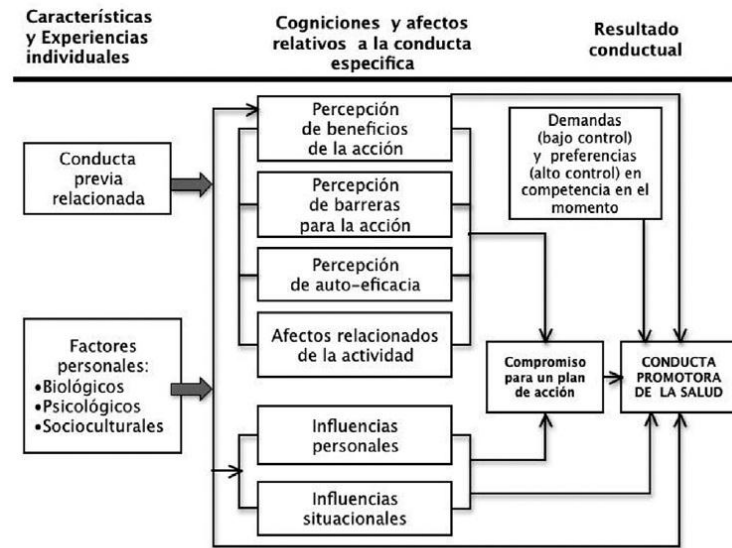 Características
y Experiencias
individuales
Cogniciones y afectos
relativos a la conducta
especifica
Resultado
conductual
Conducta
previa
relacionada
Factores
personales:
•Biológicos
•Psicológicos
•Socioculturales
Percepción
de beneficios
de la acción
Percepción
de barreras
para la acción
Percepción
de auto-eficacia
Afectos relacionados
de la actividad
Influencias
personales
Influencias
situacionales
Demandas
(bajo control)
y preferencias
(alto control) en
competencia en el
momento
Compromiso
para un plan
de acción
CONDUCTA
PROMOTORA
DE LA SALUD